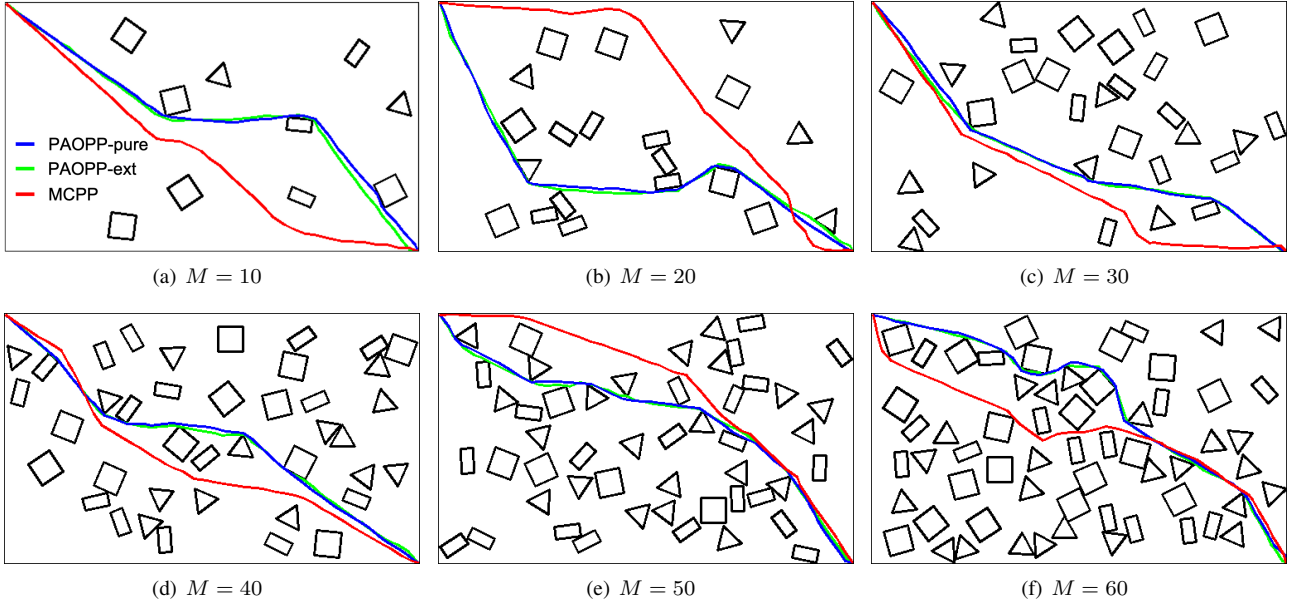 PAOPP-pure
PAOPP-ext
MCPP
(a) M = 10
(b) M = 20
(c) M = 30
(d) M = 40
(e) M = 50
(f) M = 60